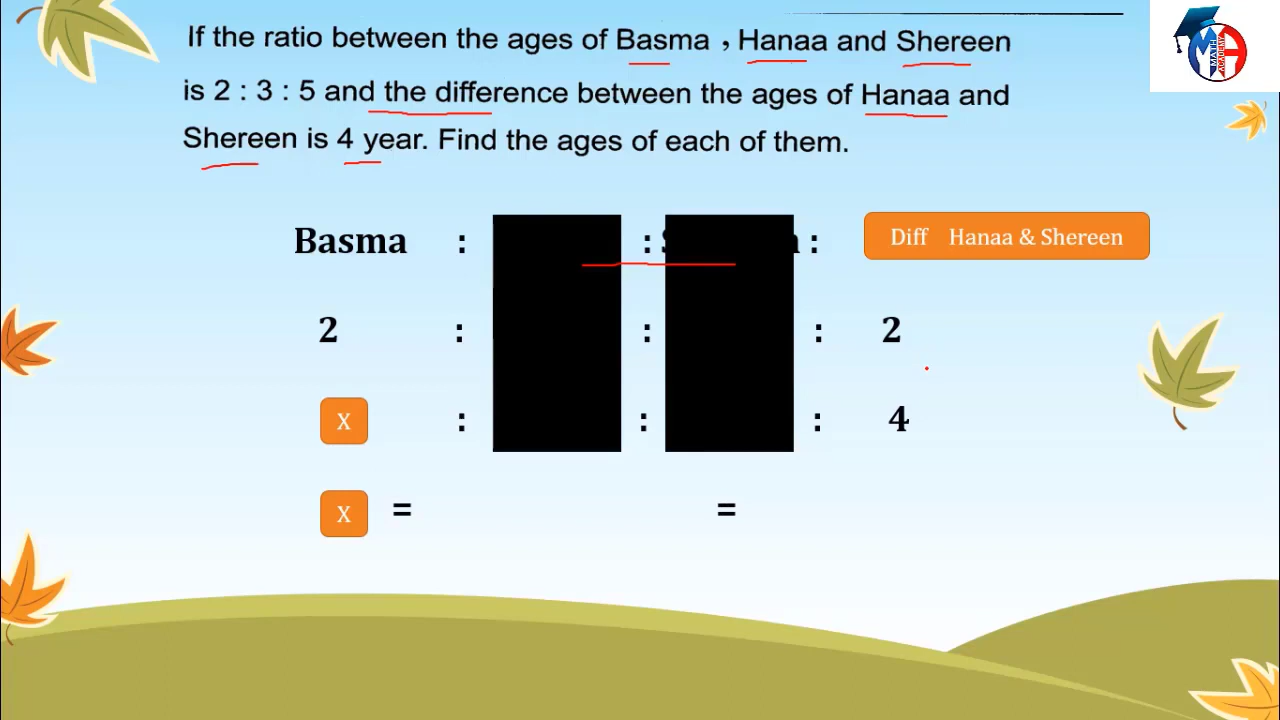 If the ratio between the ages of Basma , Hanaa and Shereen
is 2 : 3 : 5 and the difference between the ages of Hanaa and
Shereen is 4 year. Find the ages of each of them.
MATH ACADEMY
Basma : : : Diff Hanaa & Shereen
2 : : : 2
X : : : 4
X = =